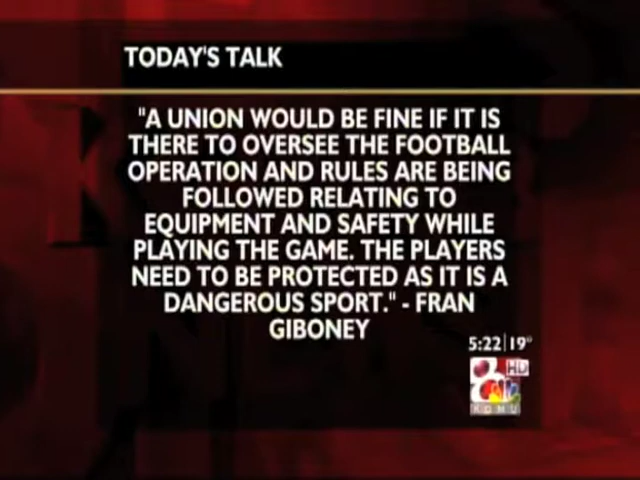 TODAY'S TALK
"A UNION WOULD BE FINE IF IT IS
THERE TO OVERSEE THE FOOTBALL
OPERATION AND RULES ARE BEING
FOLLOWED RELATING TO
EQUIPMENT AND SAFETY WHILE
PLAYING THE GAME. THE PLAYERS
NEED TO BE PROTECTED AS IT IS A
DANGEROUS SPORT." - FRAN
GIBONEY
5:22 19°
HD
8
KOMU